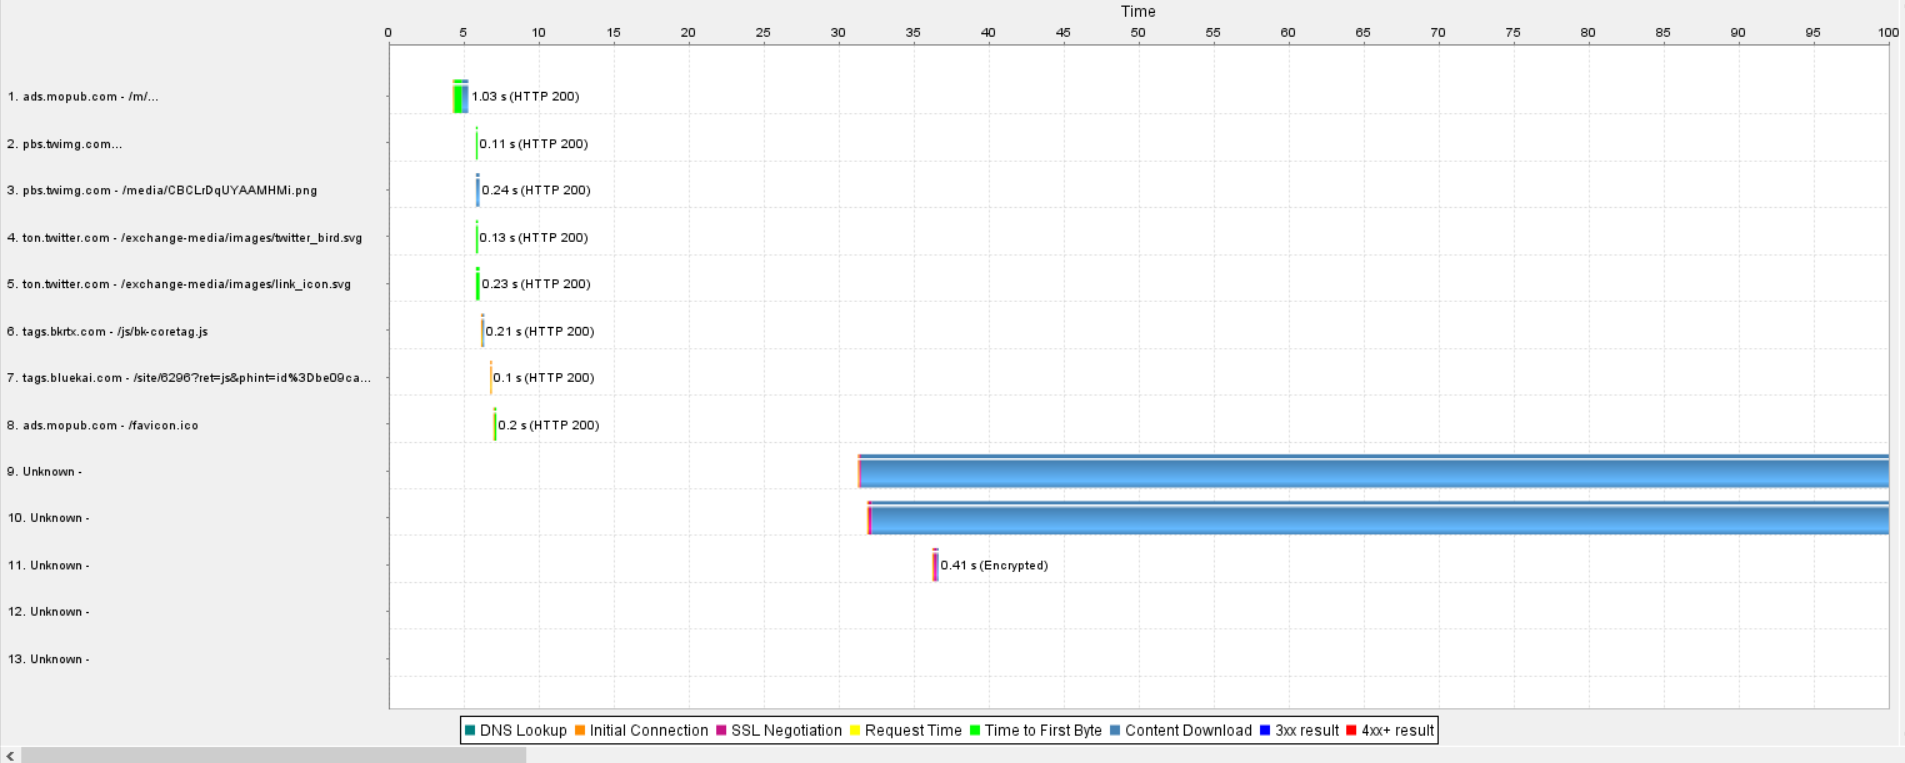 Time
0 5 10 15 20 25 30 35 40 45 50 55 60 65 70 75 80 85 90 95 100
1. ads.mopub.com - /m/... 1.03 s (HTTP 200)
2. pbs.twimg.com... 0.11 s (HTTP 200)
3. pbs.twimg.com - /media/CBCLrDqUYAAMHMi.png 0.24 s (HTTP 200)
4. ton.twitter.com - /exchange-media/images/twitter_bird.svg 0.13 s (HTTP 200)
5. ton.twitter.com - /exchange-media/images/link_icon.svg 0.23 s (HTTP 200)
6. tags.bkrtx.com - /js/bk-coretag.js 0.21 s (HTTP 200)
7. tags.bluekai.com - /site/6296?ret=js&phint=id%3Dbe09ca... 0.1 s (HTTP 200)
8. ads.mopub.com - /favicon.ico 0.2 s (HTTP 200)
9. Unknown -
10. Unknown -
11. Unknown - 0.41 s (Encrypted)
12. Unknown -
13. Unknown -
DNS Lookup Initial Connection SSL Negotiation Request Time Time to First Byte Content Download 3xx result 4xx+ result